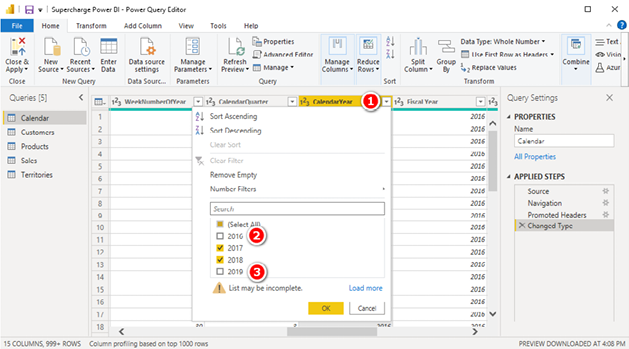 Supercharge Power BI - Power Query Editor
File Home Transform Add Column View Tools Help
Close & Apply
New Source
Recent Sources
Enter Data
Data source settings
Manage Parameters
Refresh Preview
Properties
Advanced Editor
Manage
Manage Columns
Reduce Rows
Split Column
Group By
Data Type: Whole Number
Use First Row as Headers
Replace Values
Combine
Text
Vision
Azure
Close New Query Data Sources Parameters Query Sort Transform
Queries [5]
Calendar
Customers
Products
Sales
Territories
WeekNumberOfYear CalendarQuarter CalendarYear 1 Fiscal Year
1 2016
2 2016
3 2016
4 2016
5 2016
6 2016
7 2016
8 2016
9 2016
10 2016
11 2016
12 2016
13 2016
14 2016
15 2016
16 2016
17 2016
18 30 3 2016 2016
Sort Ascending
Sort Descending
Clear Sort
Clear Filter
Remove Empty
Number Filters
Search
(Select All)
2016 2
2017
2018
2019 3
List may be incomplete. Load more
OK Cancel
Query Settings
PROPERTIES
Name
Calendar
All Properties
APPLIED STEPS
Source
Navigation
Promoted Headers
Changed Type
15 COLUMNS, 999+ ROWS Column profiling based on top 1000 rows PREVIEW DOWNLOADED AT 4:08 PM